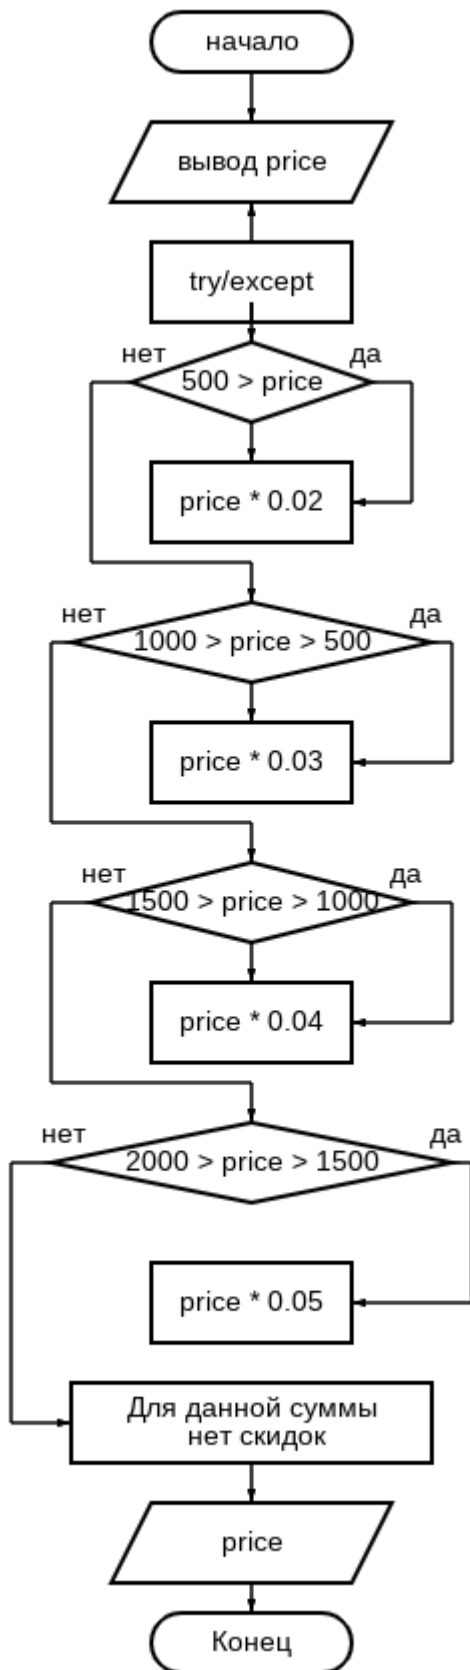 начало
вывод price
try/except
нет
да
500 > price
price * 0.02
нет
да
1000 > price > 500
price * 0.03
нет
да
1500 > price > 1000
price * 0.04
нет
да
2000 > price > 1500
price * 0.05
Для данной суммы
нет скидок
price
Конец